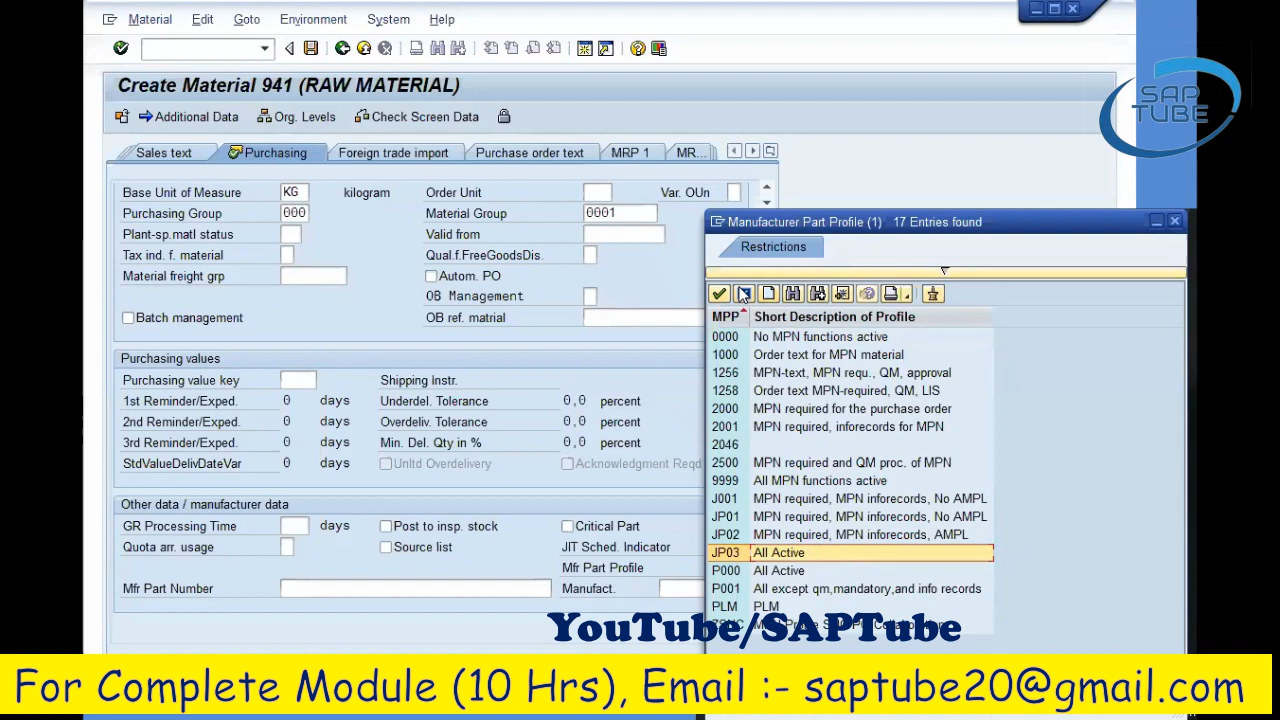 Material Edit Goto Environment System Help
Create Material 941 (RAW MATERIAL)
Additional Data Org. Levels Check Screen Data
SAP
TUBE
Sales text Purchasing Foreign trade import Purchase order text MRP 1 MR...
Base Unit of Measure KG kilogram Order Unit Var. OUn
Purchasing Group 000 Material Group 0001
Plant-sp.matl status Valid from
Tax ind. f. material Qual.f.FreeGoodsDis.
Material freight grp Autom. PO
OB Management
Batch management OB ref. matrial
Purchasing values
Purchasing value key Shipping Instr.
1st Reminder/Exped. 0 days Underdel. Tolerance 0,0 percent
2nd Reminder/Exped. 0 days Overdeliv. Tolerance 0,0 percent
3rd Reminder/Exped. 0 days Min. Del. Qty in % 0,0 percent
StdValueDelivDateVar 0 days Unltd Overdelivery Acknowledgment Reqd
Other data / manufacturer data
GR Processing Time days Post to insp. stock Critical Part
Quota arr. usage Source list JIT Sched. Indicator
Mfr Part Profile
Mfr Part Number Manufact.
Manufacturer Part Profile (1) 17 Entries found
Restrictions
MPP Short Description of Profile
0000 No MPN functions active
1000 Order text for MPN material
1256 MPN-text, MPN requ., QM, approval
1258 Order text MPN-required, QM, LIS
2000 MPN required for the purchase order
2001 MPN required, inforecords for MPN
2046
2500 MPN required and QM proc. of MPN
9999 All MPN functions active
J001 MPN required, MPN inforecords, No AMPL
JP01 MPN required, MPN inforecords, No AMPL
JP02 MPN required, MPN inforecords, AMPL
JP03 All Active
P000 All Active
P001 All except qm,mandatory,and info records
PLM PLM
YouTube/SAPTube
For Complete Module (10 Hrs), Email :- saptube20@gmail.com